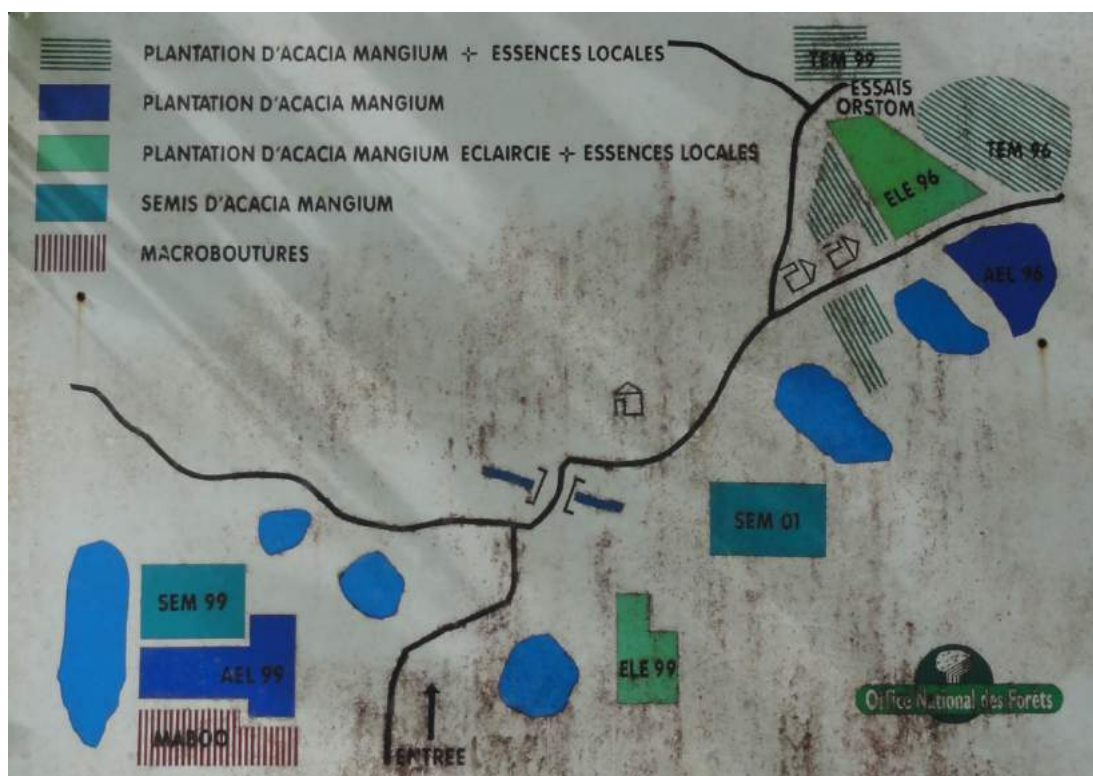 PLANTATION D'ACACIA MANGIUM + ESSENCES LOCALES
PLANTATION D'ACACIA MANGIUM
PLANTATION D'ACACIA MANGIUM ECLAIRCIE + ESSENCES LOCALES
SEMIS D'ACACIA MANGIUM
MACROBOUTURES
TEM 99
ESSAIS
ORSTOM
TEM 96
ELE 96
AEL 96
SEM 01
SEM 99
AEL 99
ELE 99
MAB00
ENTREE
Office National des Forêts